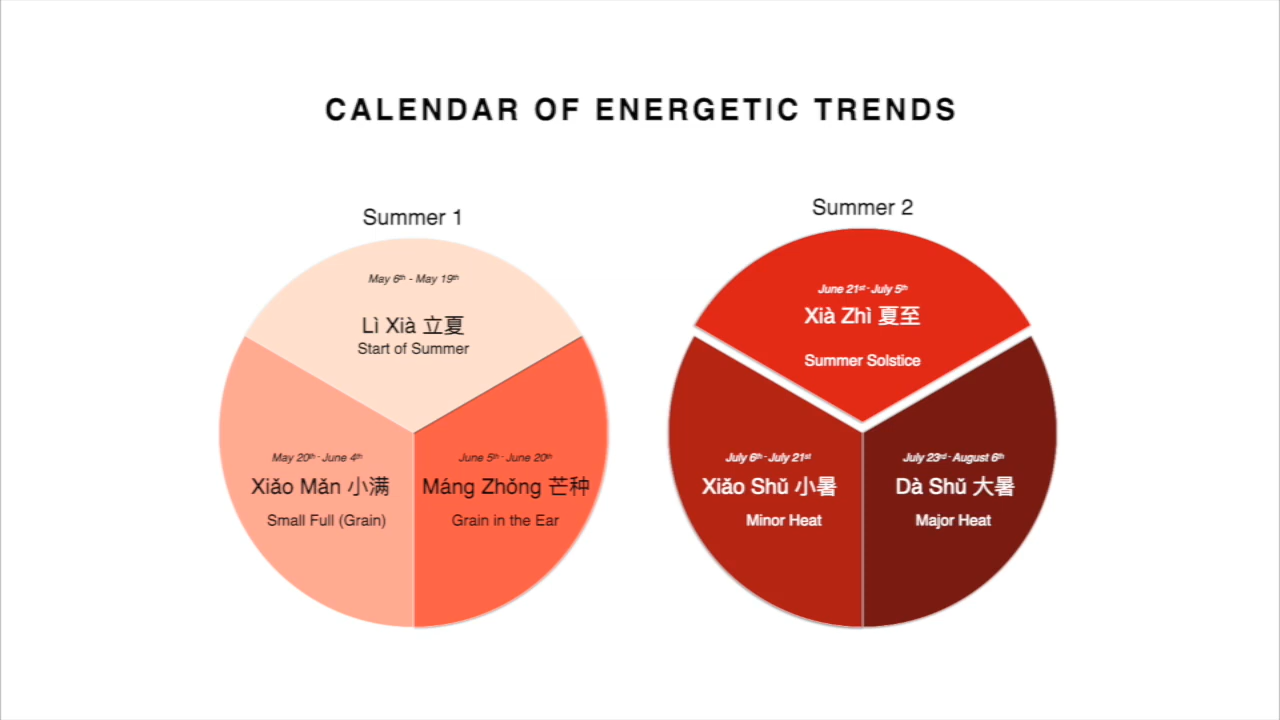 CALENDAR OF ENERGETIC TRENDS
Summer 1
May 6th - May 19th
Lì Xià 立夏
Start of Summer
May 20th - June 4th
Xiǎo Mǎn 小满
Small Full (Grain)
June 5th - June 20th
Máng Zhǒng 芒种
Grain in the Ear
Summer 2
June 21st - July 5th
Xià Zhì 夏至
Summer Solstice
July 6th - July 21st
Xiǎo Shǔ 小暑
Minor Heat
July 23rd - August 6th
Dà Shǔ 大暑
Major Heat